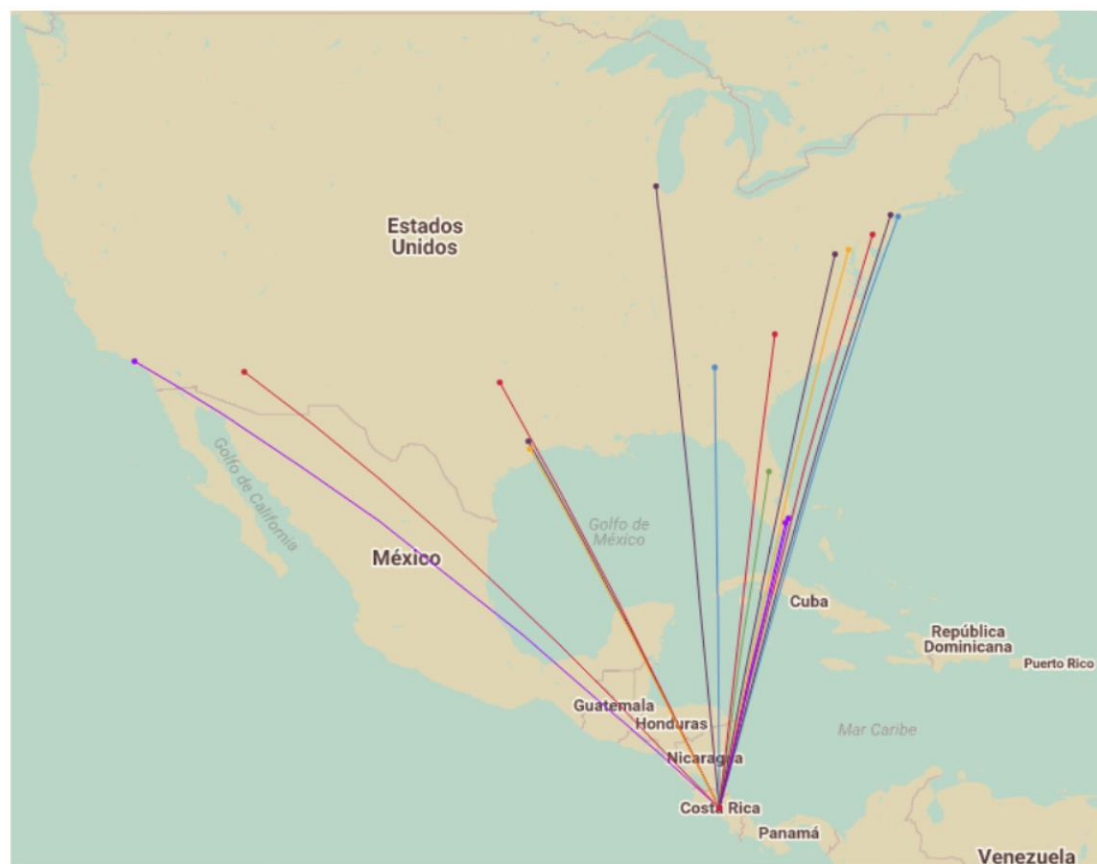 Estados
Unidos
Golfo de California
Golfo de
México
México
Cuba
República
Dominicana
Puerto Rico
Guatemala
Honduras
Mar Caribe
Nicaragua
Costa Rica
Panamá
Venezuela